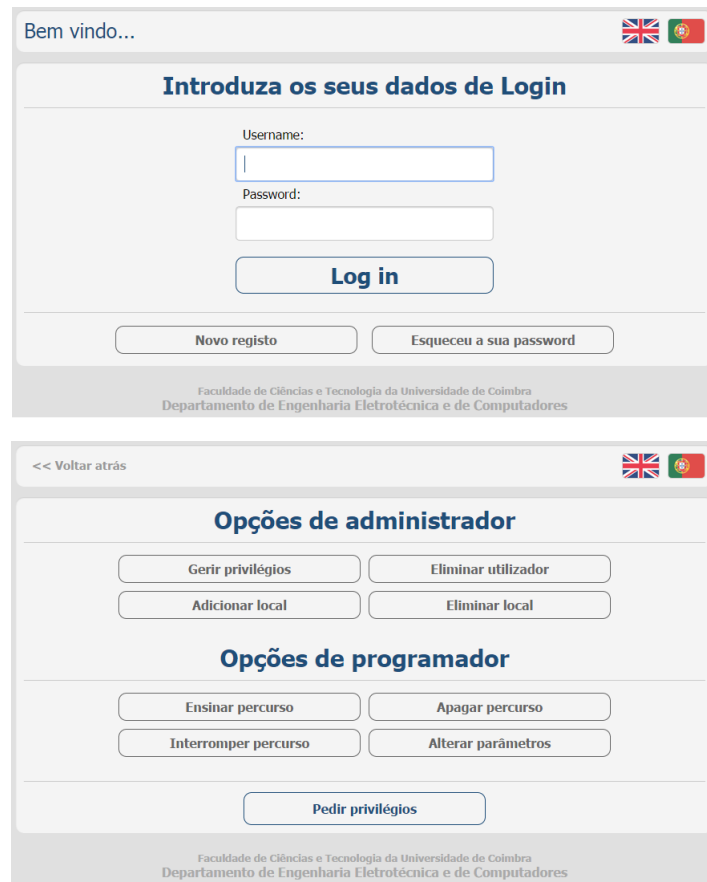 Bem vindo...
Introduza os seus dados de Login
Username:
Password:
Log in
Novo registo Esqueceu a sua password
Faculdade de Ciências e Tecnologia da Universidade de Coimbra
Departamento de Engenharia Eletrotécnica e de Computadores
<< Voltar atrás
Opções de administrador
Gerir privilégios Eliminar utilizador
Adicionar local Eliminar local
Opções de programador
Ensinar percurso Apagar percurso
Interromper percurso Alterar parâmetros
Pedir privilégios
Faculdade de Ciências e Tecnologia da Universidade de Coimbra
Departamento de Engenharia Eletrotécnica e de Computadores